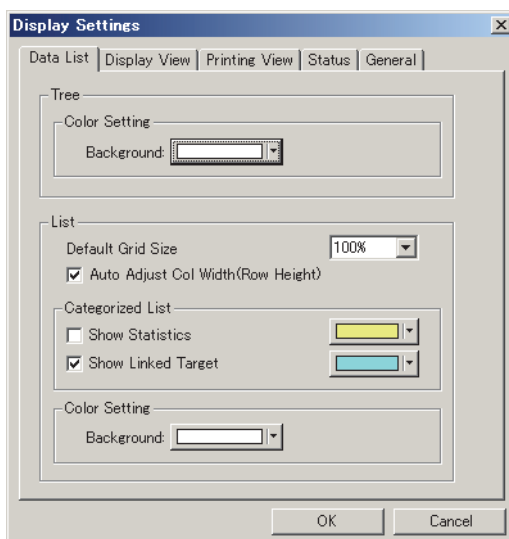 Display Settings
Data List Display View Printing View Status General
Tree
Color Setting
Background:
List
Default Grid Size 100%
Auto Adjust Col Width(Row Height)
Categorized List
Show Statistics
Show Linked Target
Color Setting
Background:
OK Cancel